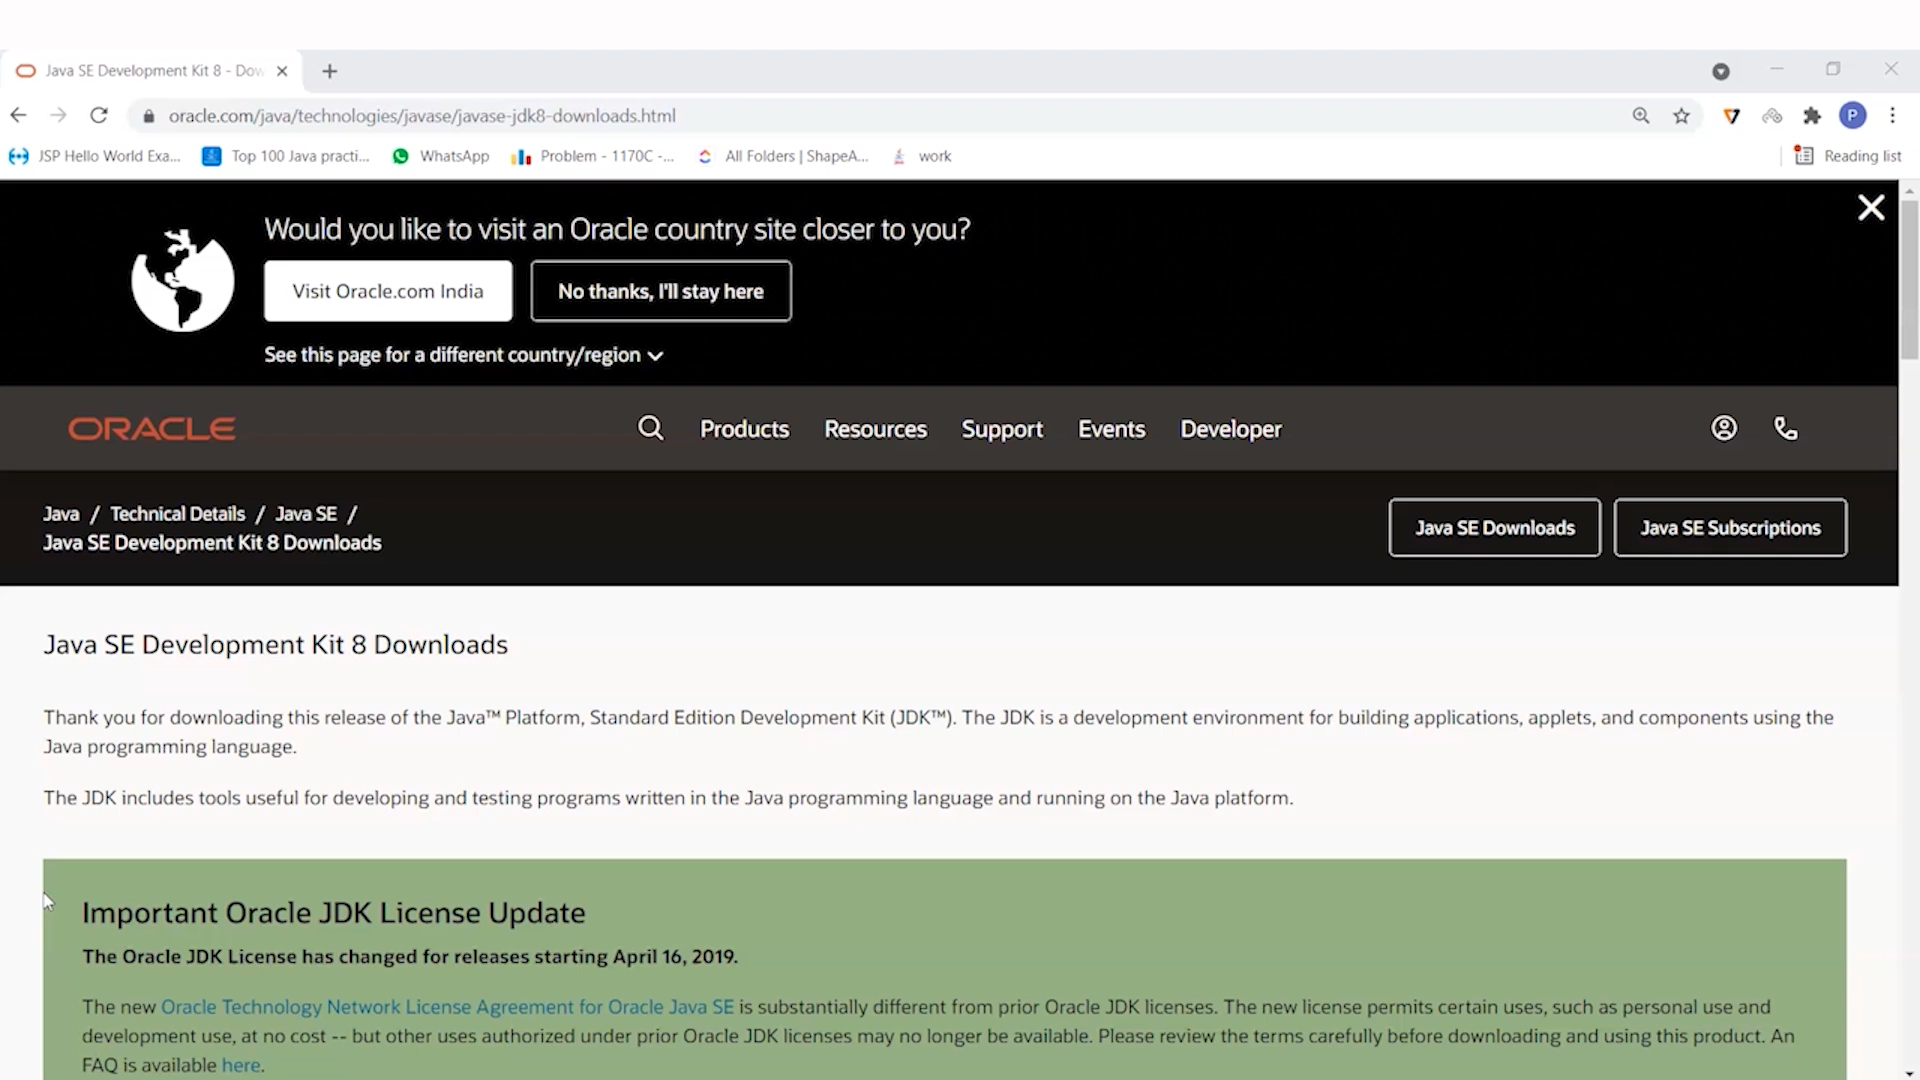 Java SE Development Kit 8 - Dow
oracle.com/java/technologies/javase/javase-jdk8-downloads.html
P
JSP Hello World Exa... Top 100 Java practi... WhatsApp Problem - 1170C -... All Folders | ShapeA... work Reading list
Would you like to visit an Oracle country site closer to you?
Visit Oracle.com India No thanks, I'll stay here
See this page for a different country/region
ORACLE Products Resources Support Events Developer
Java / Technical Details / Java SE /
Java SE Development Kit 8 Downloads
Java SE Downloads Java SE Subscriptions
Java SE Development Kit 8 Downloads
Thank you for downloading this release of the Java™ Platform, Standard Edition Development Kit (JDK™). The JDK is a development environment for building applications, applets, and components using the
Java programming language.
The JDK includes tools useful for developing and testing programs written in the Java programming language and running on the Java platform.
Important Oracle JDK License Update
The Oracle JDK License has changed for releases starting April 16, 2019.
The new Oracle Technology Network License Agreement for Oracle Java SE is substantially different from prior Oracle JDK licenses. The new license permits certain uses, such as personal use and
development use, at no cost -- but other uses authorized under prior Oracle JDK licenses may no longer be available. Please review the terms carefully before downloading and using this product. An
FAQ is available here.